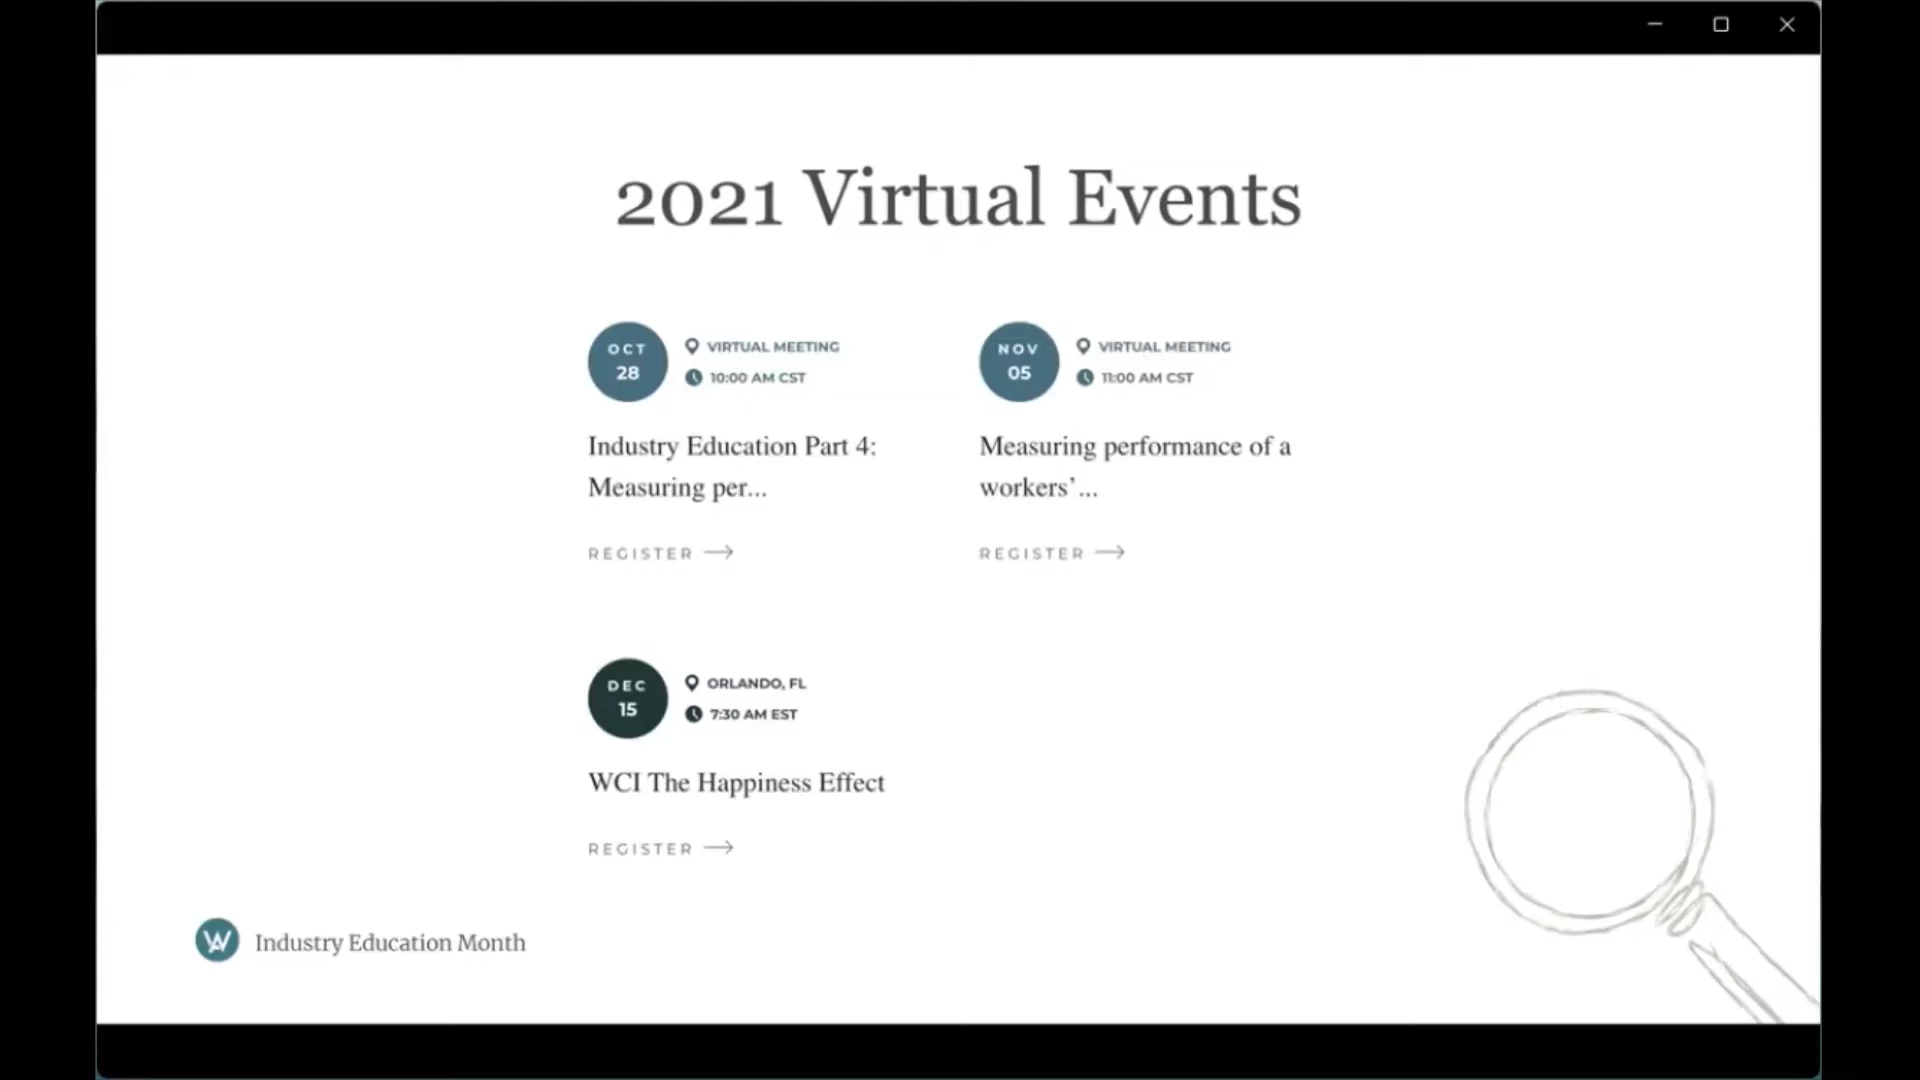 2021 Virtual Events
OCT
28
VIRTUAL MEETING
10:00 AM CST
Industry Education Part 4:
Measuring per...
REGISTER
NOV
05
VIRTUAL MEETING
11:00 AM CST
Measuring performance of a
workers’...
REGISTER
DEC
15
ORLANDO, FL
7:30 AM EST
WCI The Happiness Effect
REGISTER
Industry Education Month